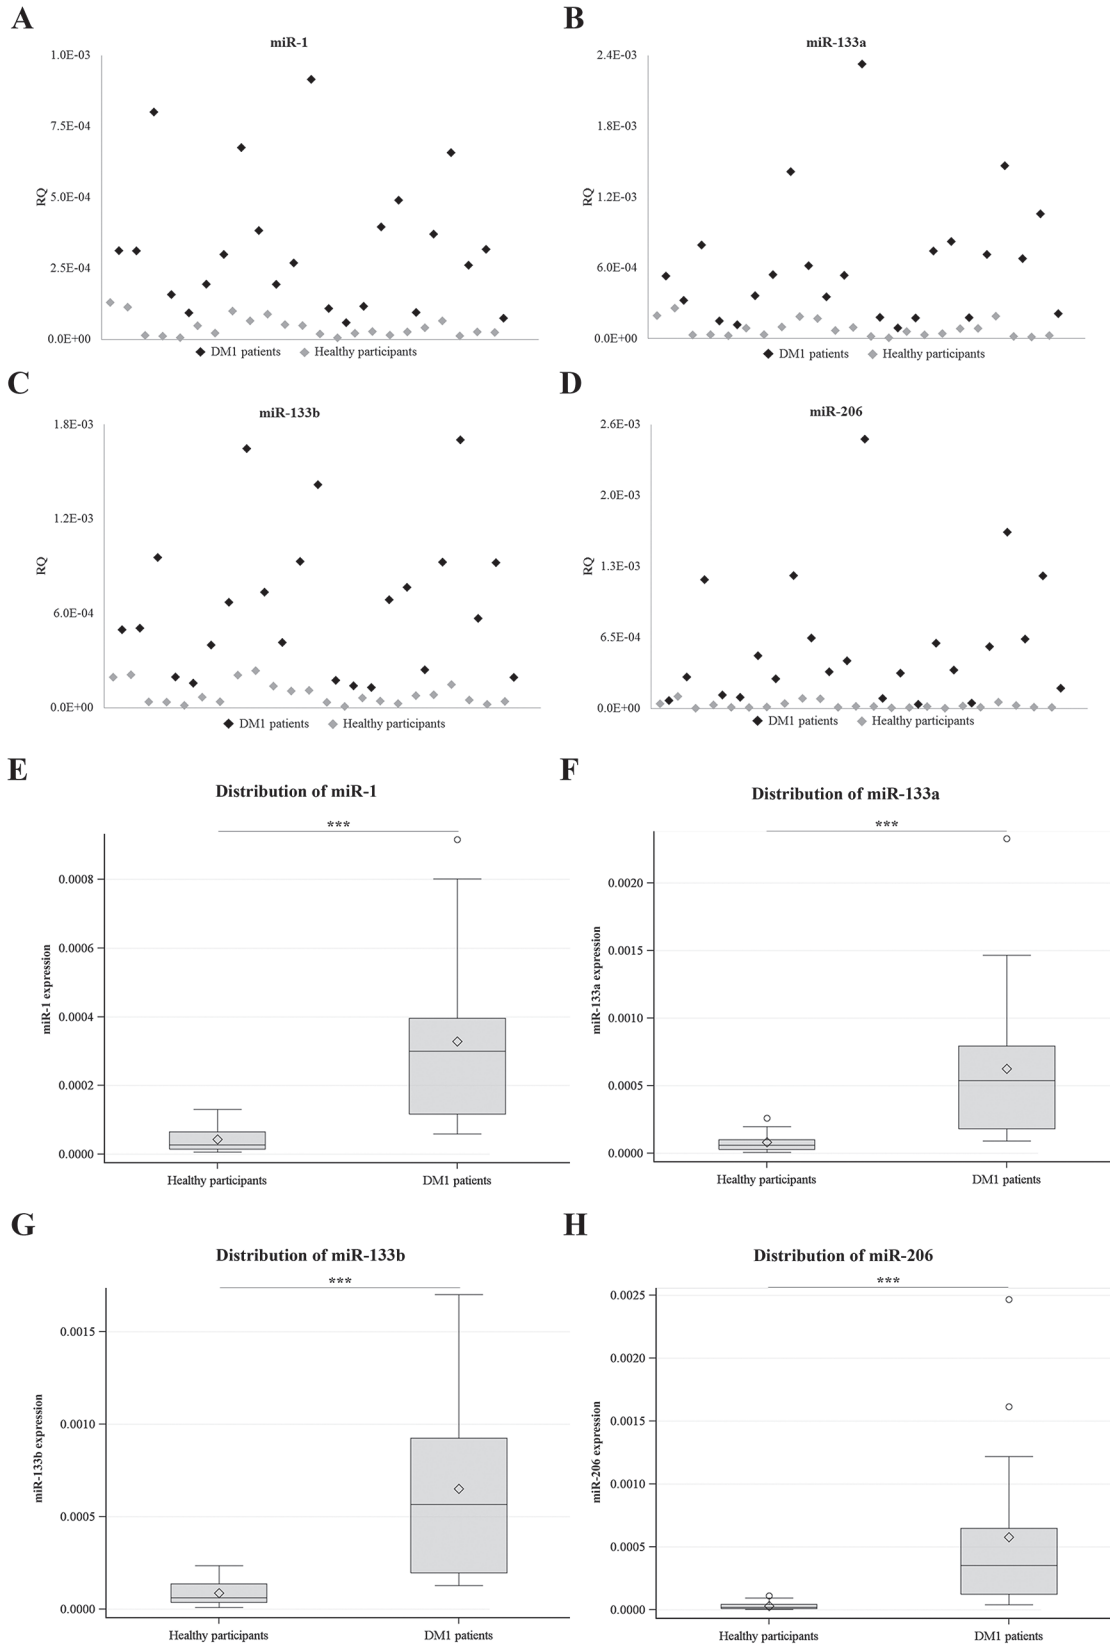 A
miR-1
1.0E-03
7.5E-04
5.0E-04
2.5E-04
0.0E+00
RQ
DM1 patients Healthy participants
B
miR-133a
2.4E-03
1.8E-03
1.2E-03
6.0E-04
0.0E+00
RQ
DM1 patients Healthy participants
C
miR-133b
1.8E-03
1.2E-03
6.0E-04
0.0E+00
RQ
DM1 patients Healthy participants
D
miR-206
2.6E-03
2.0E-03
1.3E-03
6.5E-04
0.0E+00
RQ
DM1 patients Healthy participants
E
Distribution of miR-1
***
0.0008
0.0006
0.0004
0.0002
0.0000
miR-1 expression
Healthy participants DM1 patients
F
Distribution of miR-133a
***
0.0020
0.0015
0.0010
0.0005
0.0000
miR-133a expression
Healthy participants DM1 patients
G
Distribution of miR-133b
***
0.0015
0.0010
0.0005
0.0000
miR-133b expression
Healthy participants DM1 patients
H
Distribution of miR-206
***
0.0025
0.0020
0.0015
0.0010
0.0005
0.0000
miR-206 expression
Healthy participants DM1 patients